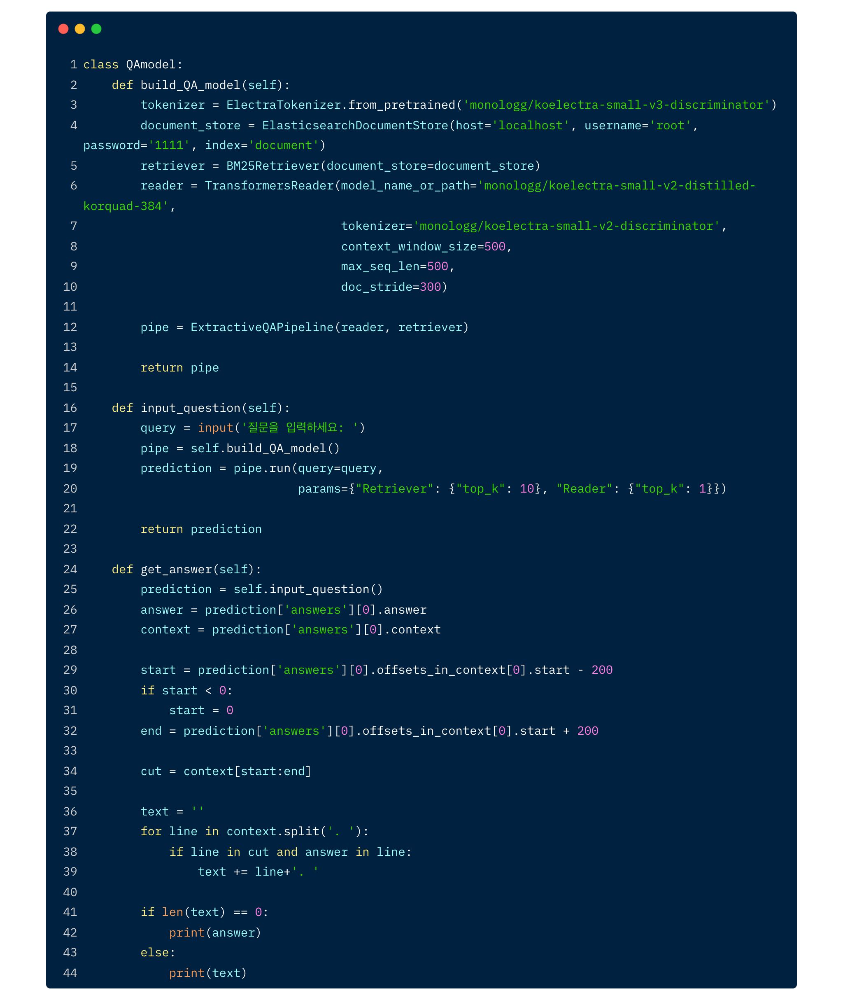 1 class QAmodel:
2     def build_QA_model(self):
3         tokenizer = ElectraTokenizer.from_pretrained('monologg/koelectra-small-v3-discriminator')
4         document_store = ElasticsearchDocumentStore(host='localhost', username='root',
password='1111', index='document')
5         retriever = BM25Retriever(document_store=document_store)
6         reader = TransformersReader(model_name_or_path='monologg/koelectra-small-v2-distilled-
korquad-384',
7                                     tokenizer='monologg/koelectra-small-v2-discriminator',
8                                     context_window_size=500,
9                                     max_seq_len=500,
10                                     doc_stride=300)
11
12         pipe = ExtractiveQAPipeline(reader, retriever)
13
14         return pipe
15
16     def input_question(self):
17         query = input('질문을 입력하세요: ')
18         pipe = self.build_QA_model()
19         prediction = pipe.run(query=query,
20                               params={"Retriever": {"top_k": 10}, "Reader": {"top_k": 1}})
21
22         return prediction
23
24     def get_answer(self):
25         prediction = self.input_question()
26         answer = prediction['answers'][0].answer
27         context = prediction['answers'][0].context
28
29         start = prediction['answers'][0].offsets_in_context[0].start - 200
30         if start < 0:
31             start = 0
32         end = prediction['answers'][0].offsets_in_context[0].start + 200
33
34         cut = context[start:end]
35
36         text = ''
37         for line in context.split('. '):
38             if line in cut and answer in line:
39                 text += line+'. '
40
41         if len(text) == 0:
42             print(answer)
43         else:
44             print(text)